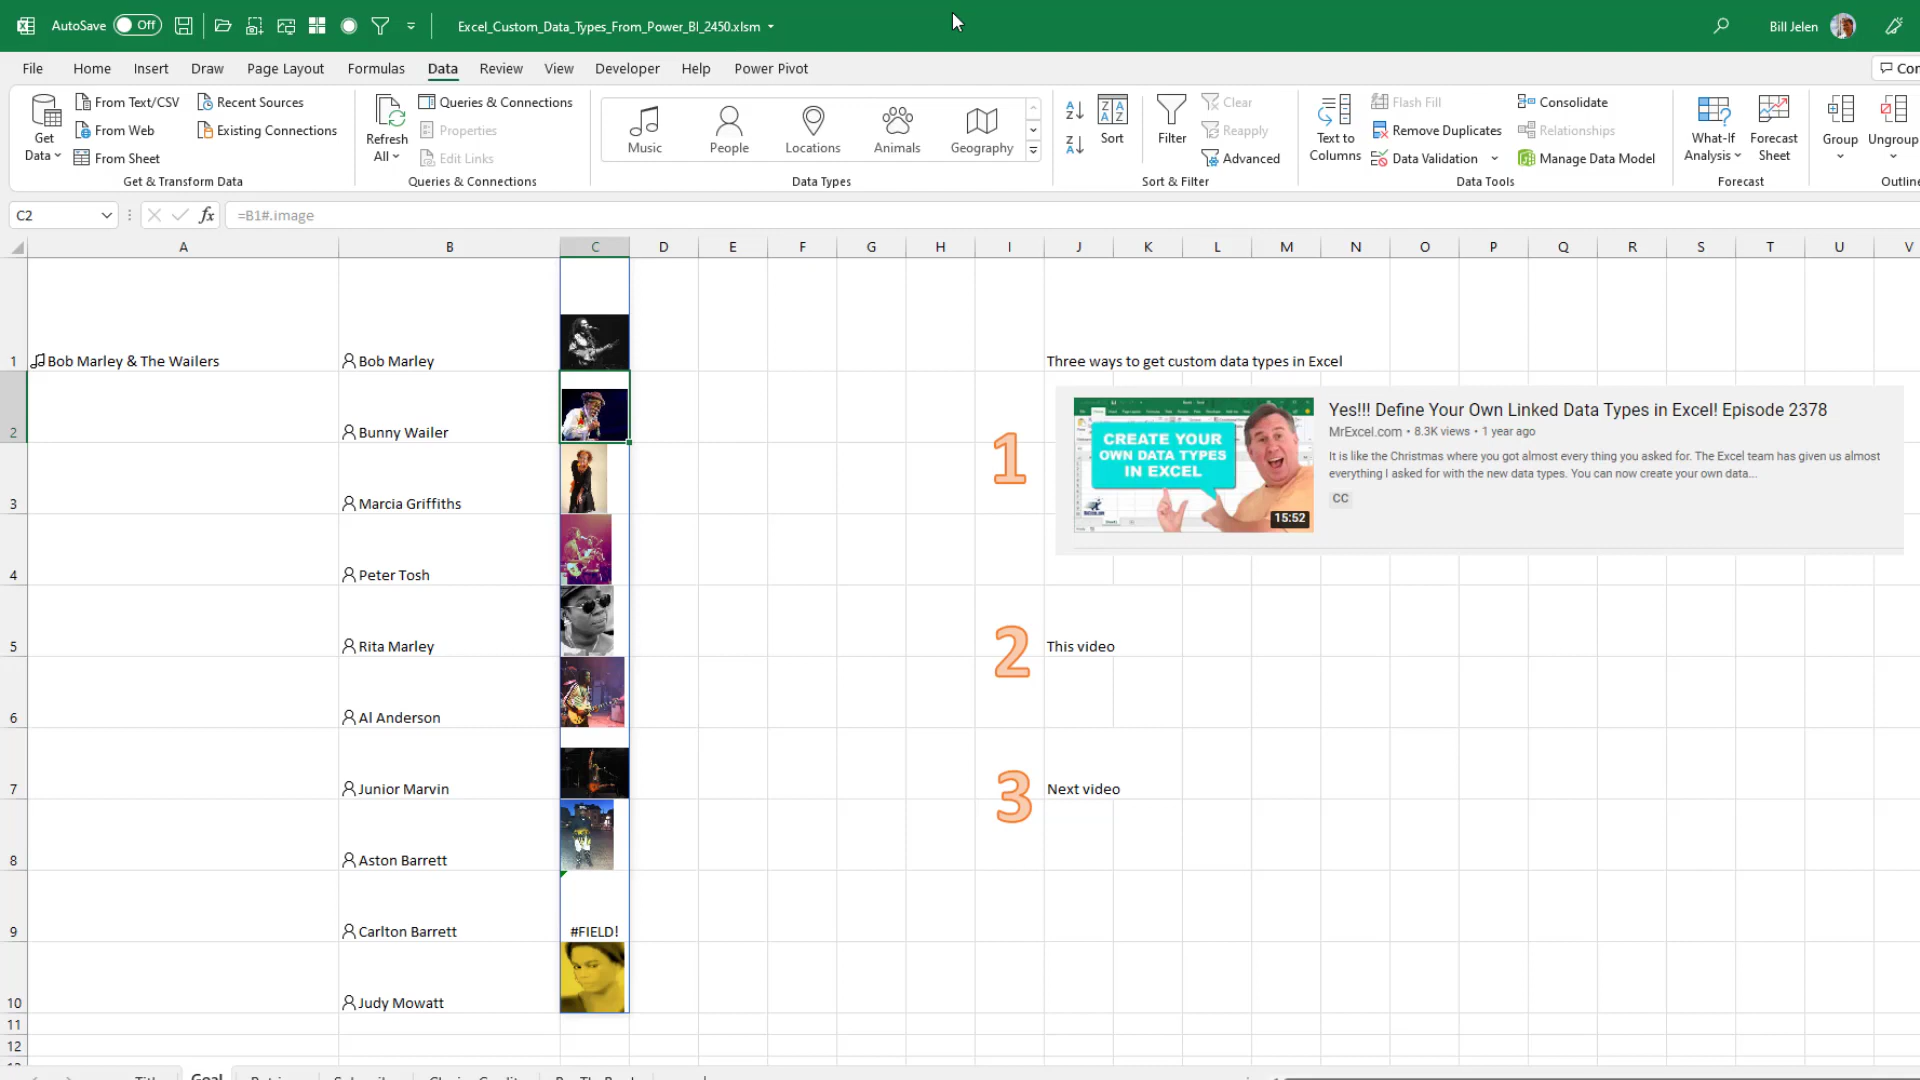 AutoSave Off
Excel_Custom_Data_Types_From_Power_BI_2450.xlsm
Bill Jelen
File Home Insert Draw Page Layout Formulas Data Review View Developer Help Power Pivot
Get Data
From Text/CSV
From Web
From Sheet
Recent Sources
Existing Connections
Get & Transform Data
Refresh All
Queries & Connections
Properties
Edit Links
Queries & Connections
Music People Locations Animals Geography
Data Types
Sort
Filter
Clear
Reapply
Advanced
Sort & Filter
Text to Columns
Flash Fill
Remove Duplicates
Data Validation
Consolidate
Relationships
Manage Data Model
Data Tools
What-If Analysis
Forecast Sheet
Forecast
Group
Ungroup
C2
fx
=B1#.image
A B C D E F G H I J K L M N O P Q R S T U V
1 Bob Marley & The Wailers Bob Marley
Three ways to get custom data types in Excel
2 Bunny Wailer
1
CREATE YOUR
OWN DATA TYPES
IN EXCEL
15:52
Yes!!! Define Your Own Linked Data Types in Excel! Episode 2378
MrExcel.com • 8.3K views • 1 year ago
It is like the Christmas where you got almost every thing you asked for. The Excel team has given us almost
everything I asked for with the new data types. You can now create your own data...
CC
3 Marcia Griffiths
4 Peter Tosh
5 Rita Marley
2 This video
6 Al Anderson
7 Junior Marvin
3 Next video
8 Aston Barrett
9 Carlton Barrett #FIELD!
10 Judy Mowatt
11
12
Goal